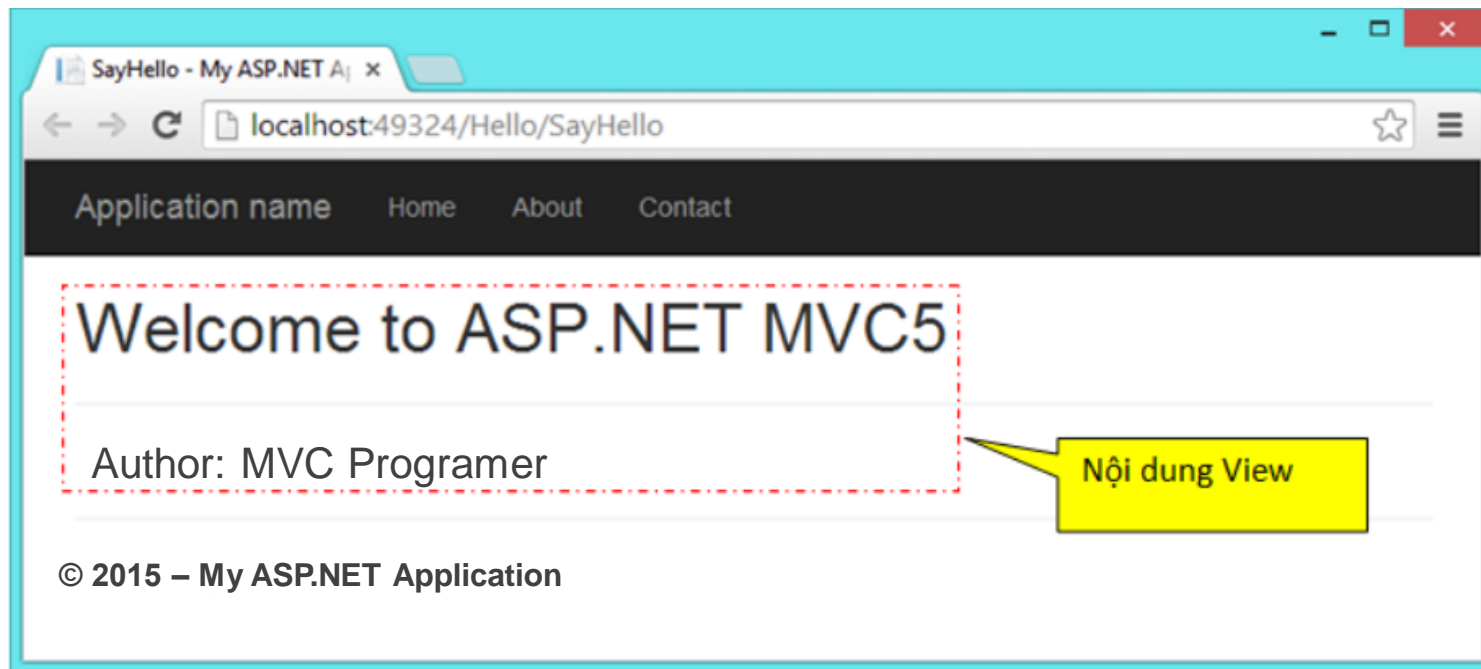 SayHello - My ASP.NET A
localhost:49324/Hello/SayHello
Application name Home About Contact
Welcome to ASP.NET MVC5
Author: MVC Programer
Nội dung View
© 2015 – My ASP.NET Application